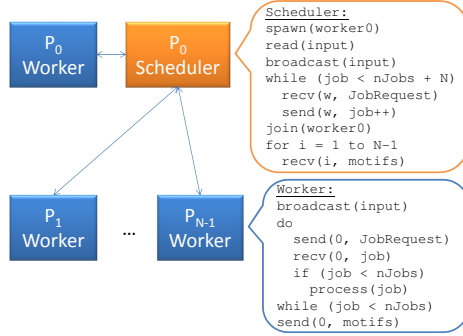 P0
Worker
P0
Scheduler
Scheduler:
spawn(worker0)
read(input)
broadcast(input)
while (job < nJobs + N)
  recv(w, JobRequest)
  send(w, job++)
join(worker0)
for i = 1 to N-1
  recv(i, motifs)
P1
Worker
...
PN-1
Worker
Worker:
broadcast(input)
do
  send(0, JobRequest)
  recv(0, job)
  if (job < nJobs)
    process(job)
while (job < nJobs)
send(0, motifs)